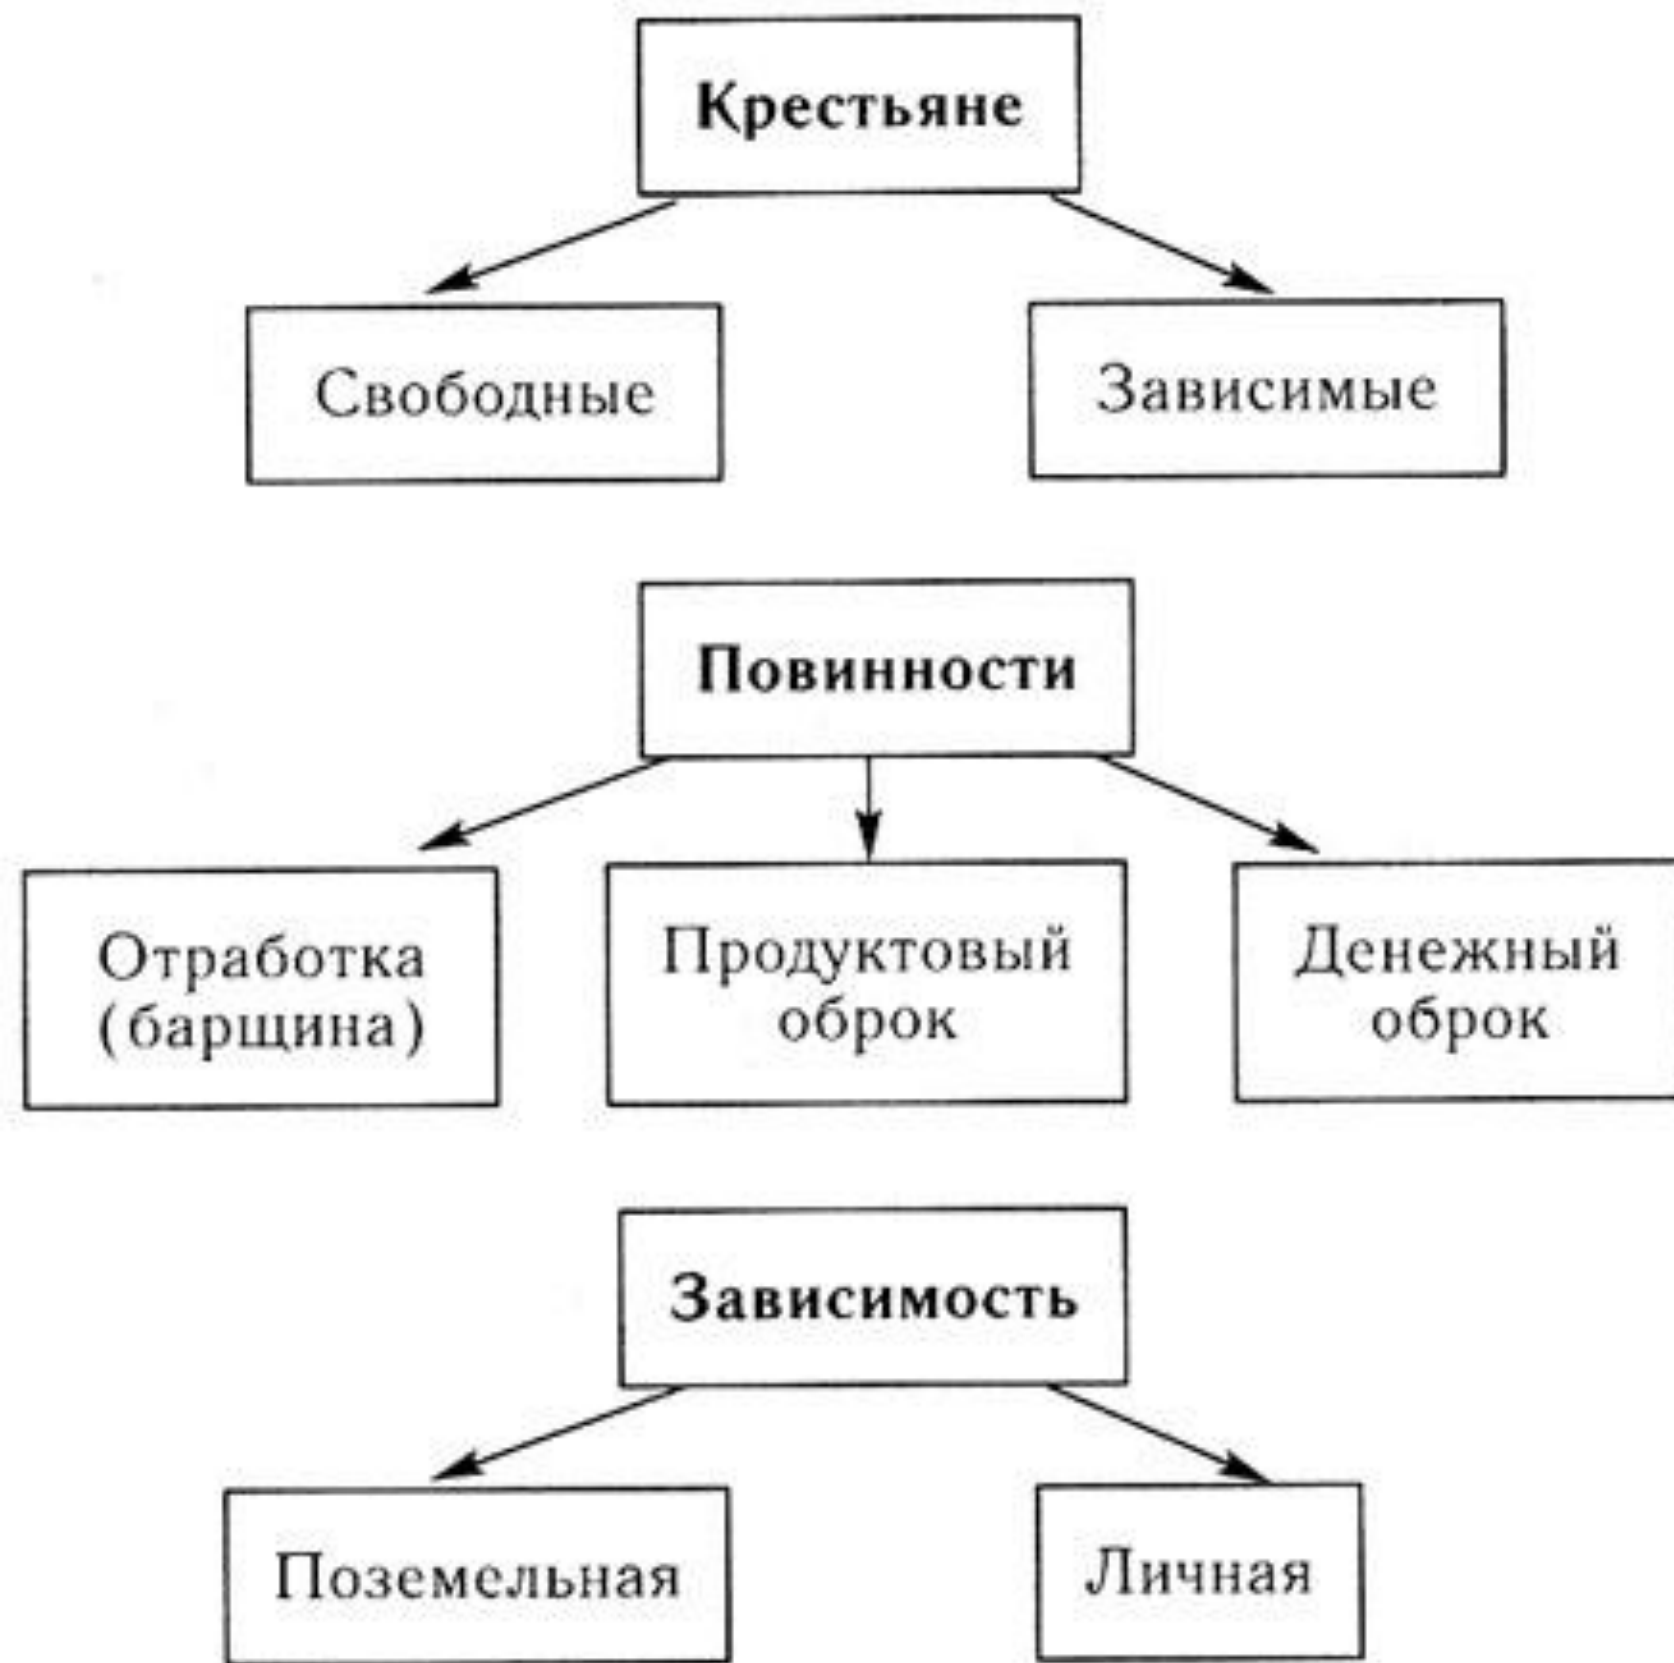 Крестьяне
Свободные
Зависимые
Повинности
Отработка
(барщина)
Продуктовый
оброк
Денежный
оброк
Зависимость
Поземельная
Личная